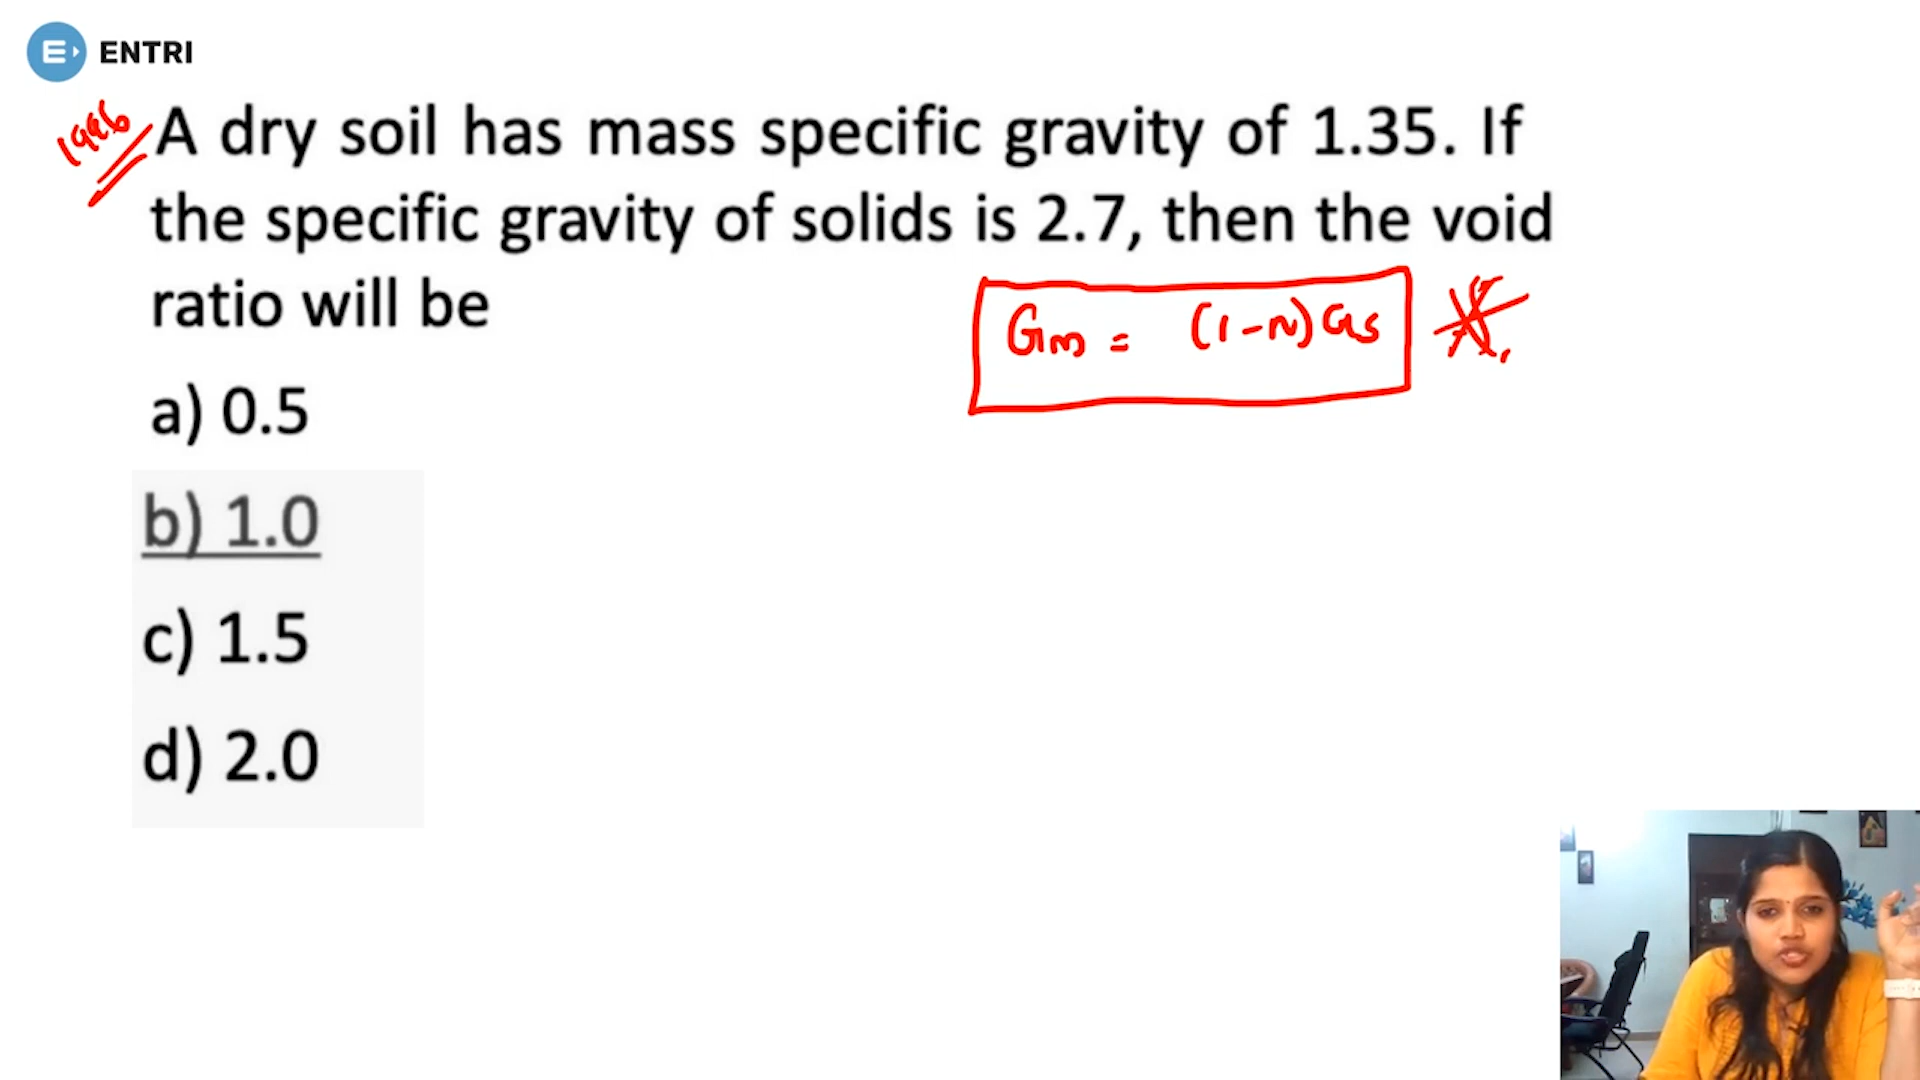 ENTRI
1996
A dry soil has mass specific gravity of 1.35. If
the specific gravity of solids is 2.7, then the void
ratio will be
Gm = (1-n) Gs
a) 0.5
b) 1.0
c) 1.5
d) 2.0